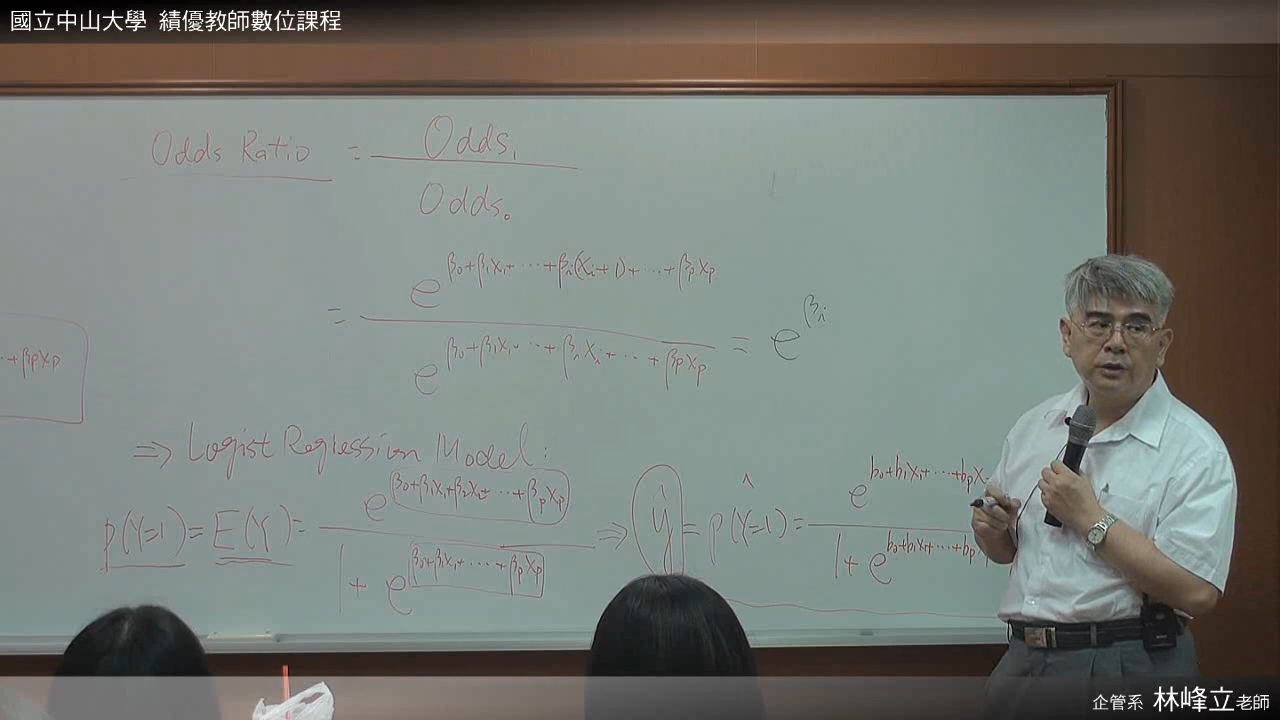 國立中山大學 績優教師數位課程
Odds Ratio = Odds₁ / Odds₀
= e^(β₀+β₁X₁+⋯+βᵢ(Xᵢ+1)+⋯+βₚXₚ) / e^(β₀+β₁X₁+⋯+βᵢXᵢ+⋯+βₚXₚ) = e^βᵢ
⋯+βₚXₚ
⇒ Logist Regression Model:
p(Y=1) = E(Y) = e^(β₀+β₁X₁+β₂X₂+⋯+βₚXₚ) / 1+e^(β₀+β₁X₁+⋯+βₚXₚ) ⇒ ŷ = p̂(Y=1) = e^(b₀+b₁X₁+⋯+bₚX / 1+e^(b₀+b₁X₁+⋯+bₚ
企管系 林峰立老師